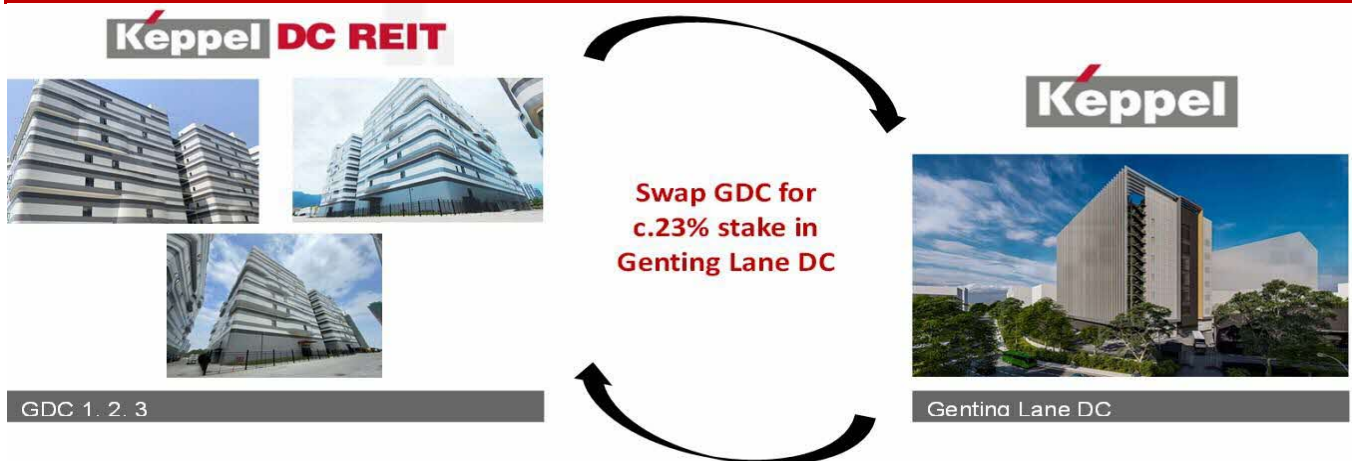 Keppel DC REIT
Keppel
Swap GDC for
c.23% stake in
Genting Lane DC
GDC 1, 2, 3
Genting Lane DC